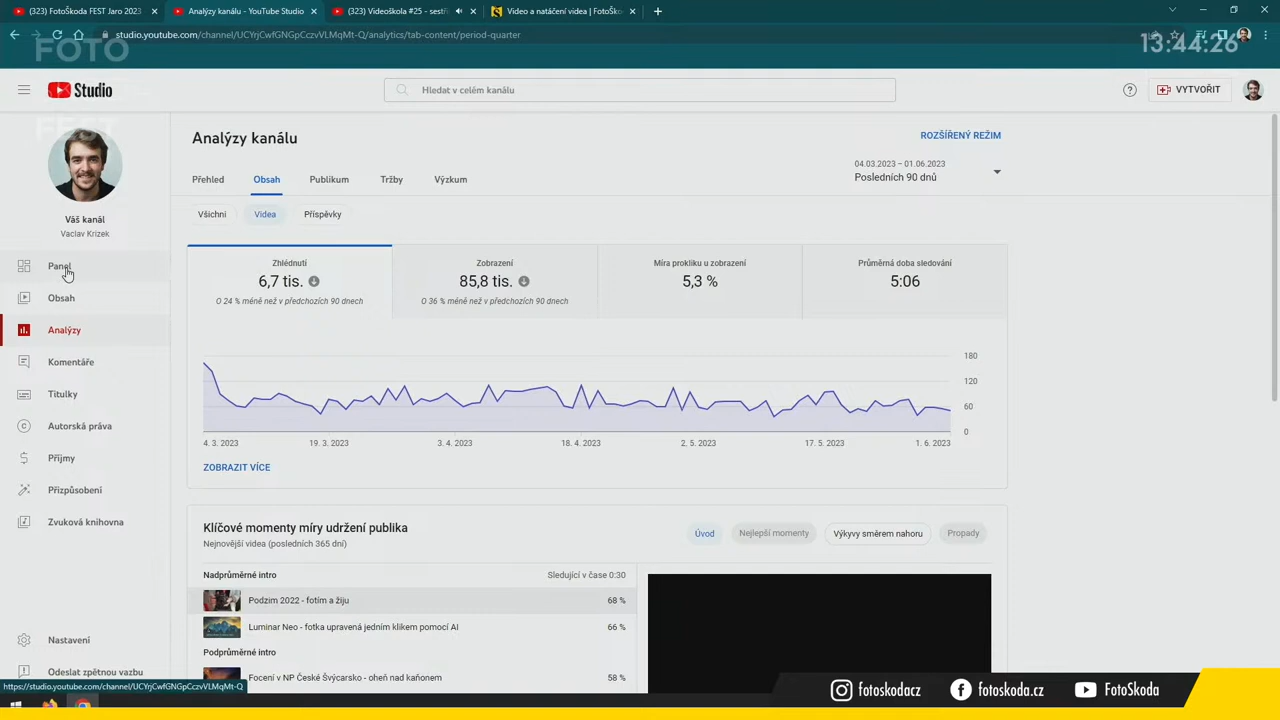 (323) FotoŠkoda FEST Jaro 2023
Analýzy kanálu - YouTube Studio
(323) Videoškola #25 - sestři
Video a natáčení videa | FotoŠk
studio.youtube.com/channel/UCYrjCwfGNGpCczvVLMqMt-Q/analytics/tab-content/period-quarter
FOTO
FEST
13:44:26
Studio
Hledat v celém kanálu
VYTVOŘIT
Analýzy kanálu
ROZŠÍŘENÝ REŽIM
04.03.2023 – 01.06.2023
Posledních 90 dnů
Přehled
Obsah
Publikum
Tržby
Výzkum
Všichni
Videa
Příspěvky
Váš kanál
Vaclav Krizek
Panel
Obsah
Analýzy
Komentáře
Titulky
Autorská práva
Příjmy
Přizpůsobení
Zvuková knihovna
Nastavení
Odeslat zpětnou vazbu
Zhlédnutí
6,7 tis.
O 24 % méně než v předchozích 90 dnech
Zobrazení
85,8 tis.
O 36 % méně než v předchozích 90 dnech
Míra prokliku u zobrazení
5,3 %
Průměrná doba sledování
5:06
180
120
60
0
4. 3. 2023
19. 3. 2023
3. 4. 2023
18. 4. 2023
2. 5. 2023
17. 5. 2023
1. 6. 2023
ZOBRAZIT VÍCE
Klíčové momenty míry udržení publika
Nejnovější videa (posledních 365 dní)
Úvod
Nejlepší momenty
Výkyvy směrem nahoru
Propady
Nadprůměrné intro
Sledující v čase 0:30
Podzim 2022 - fotím a žiju
68 %
Luminar Neo - fotka upravená jedním klikem pomocí AI
66 %
Podprůměrné intro
Focení v NP České Švýcarsko - oheň nad kaňonem
58 %
https://studio.youtube.com/channel/UCYrjCwfGNGpCczvVLMqMt-Q
fotoskodacz
fotoskoda.cz
FotoSkoda